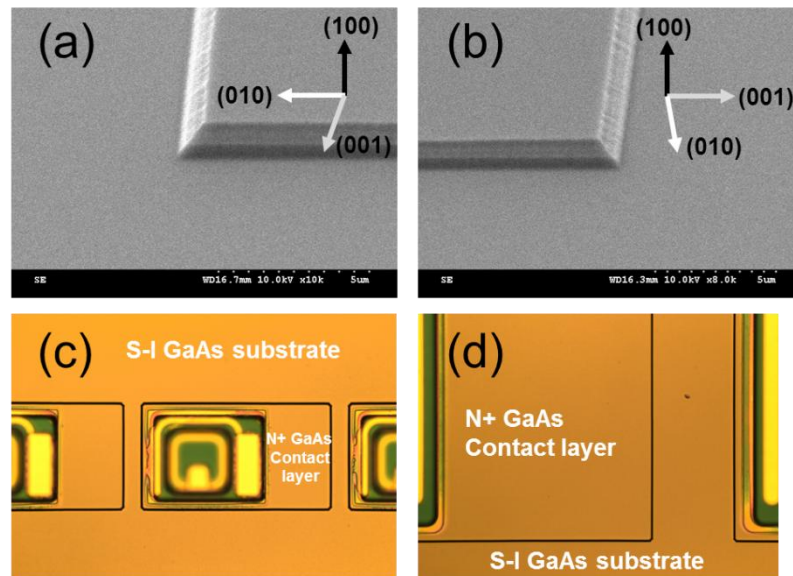 (a)
(100)
(010)
(001)
SE
WD16.7mm 10.0kV x10k
5um
(b)
(100)
(001)
(010)
SE
WD16.3mm 10.0kV x8.0k
5um
(c)
S-I GaAs substrate
N+ GaAs
Contact
layer
(d)
N+ GaAs
Contact layer
S-I GaAs substrate